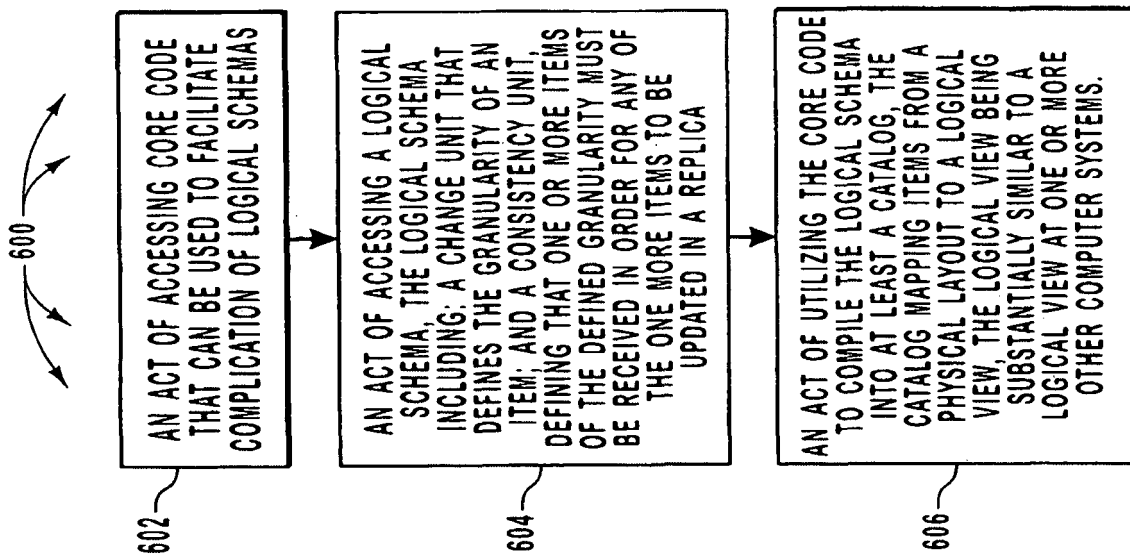 600
602
AN ACT OF ACCESSING CORE CODE
THAT CAN BE USED TO FACILITATE
COMPLICATION OF LOGICAL SCHEMAS
604
AN ACT OF ACCESSING A LOGICAL
SCHEMA, THE LOGICAL SCHEMA
INCLUDING: A CHANGE UNIT THAT
DEFINES THE GRANULARITY OF AN
ITEM; AND A CONSISTENCY UNIT,
DEFINING THAT ONE OR MORE ITEMS
OF THE DEFINED GRANULARITY MUST
BE RECEIVED IN ORDER FOR ANY OF
THE ONE MORE ITEMS TO BE
UPDATED IN A REPLICA
606
AN ACT OF UTILIZING THE CORE CODE
TO COMPILE THE LOGICAL SCHEMA
INTO AT LEAST A CATALOG, THE
CATALOG MAPPING ITEMS FROM A
PHYSICAL LAYOUT TO A LOGICAL
VIEW, THE LOGICAL VIEW BEING
SUBSTANTIALLY SIMILAR TO A
LOGICAL VIEW AT ONE OR MORE
OTHER COMPUTER SYSTEMS.